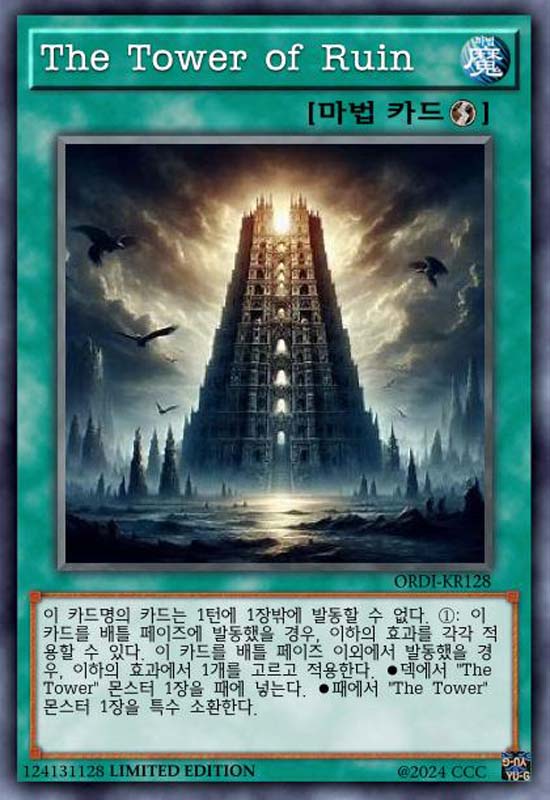 The Tower of Ruin
마법
魔
[마법 카드]
ORDI-KR128
이 카드명의 카드는 1턴에 1장밖에 발동할 수 없다. ①: 이
카드를 배틀 페이즈에 발동했을 경우, 이하의 효과를 각각 적
용할 수 있다. 이 카드를 배틀 페이즈 이외에서 발동했을 경
우, 이하의 효과에서 1개를 고르고 적용한다. ●덱에서 "The
Tower" 몬스터 1장을 패에 넣는다. ●패에서 "The Tower"
몬스터 1장을 특수 소환한다.
124131128 LIMITED EDITION
@2024 CCC
YU-G